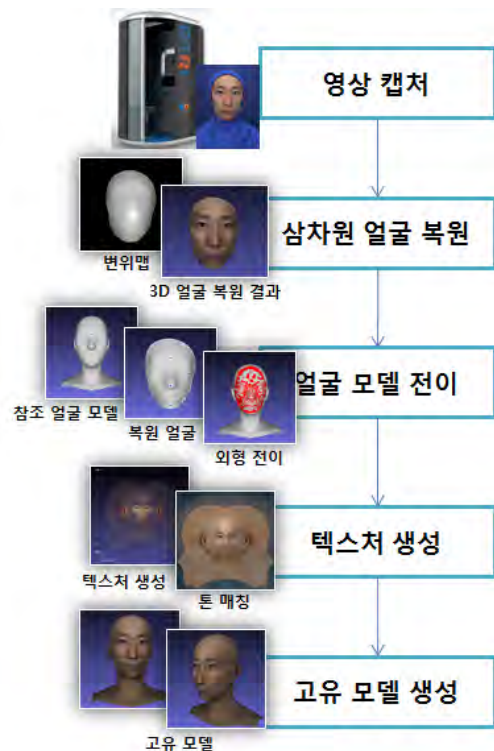 영상 캡처
삼차원 얼굴 복원
변위맵
3D 얼굴 복원 결과
얼굴 모델 전이
참조 얼굴 모델
복원 얼굴
외형 전이
텍스처 생성
텍스처 생성
톤 매칭
고유 모델 생성
고유 모델